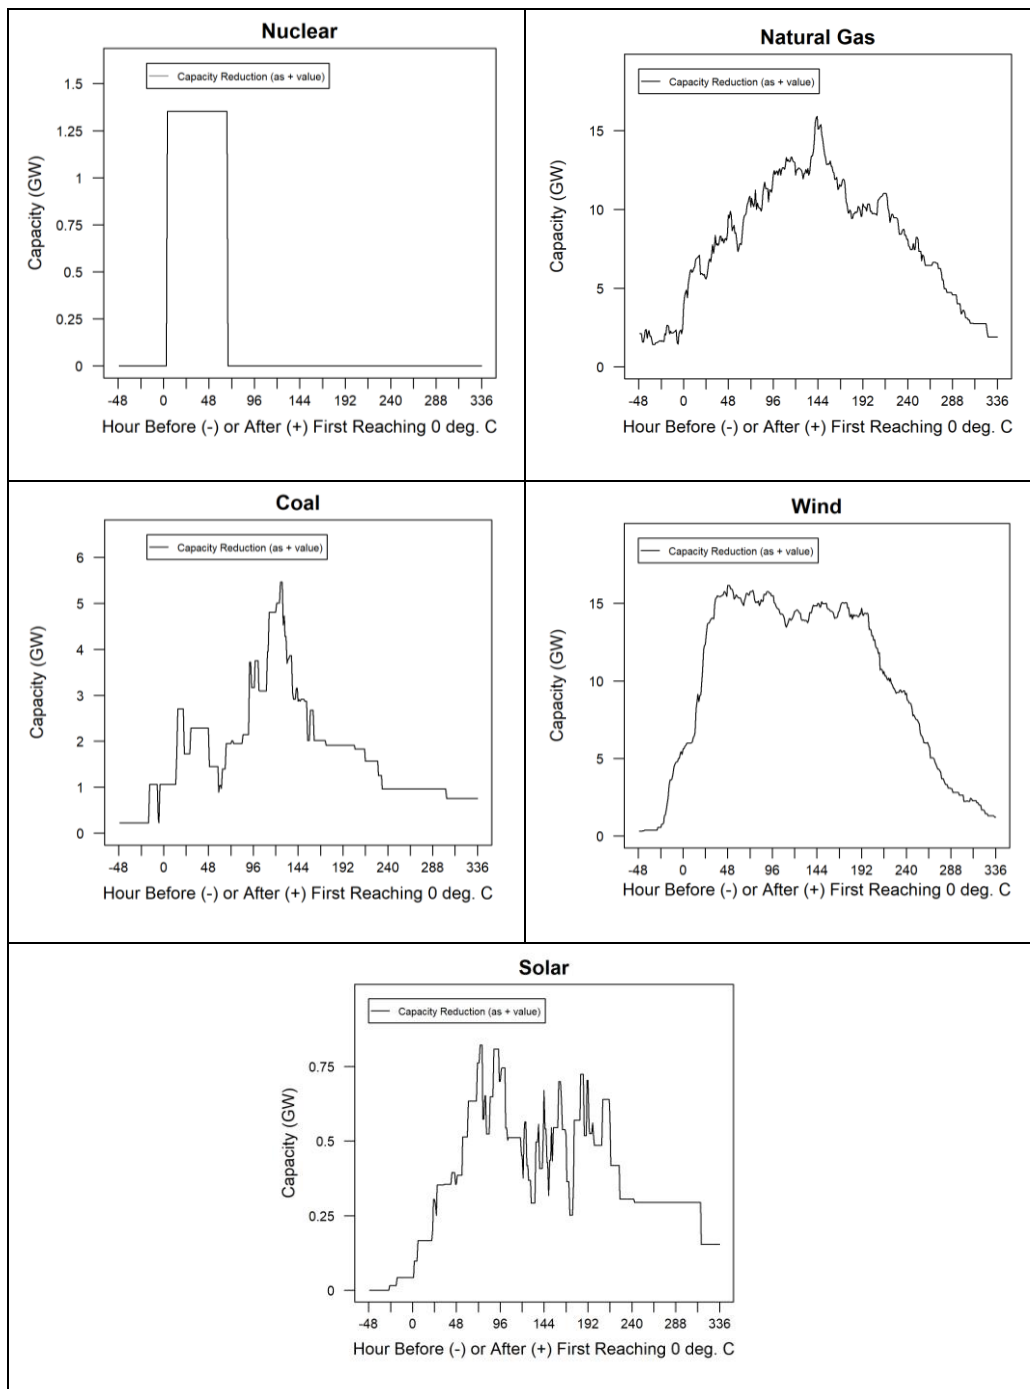 Nuclear
Capacity Reduction (as + value)
1.5
1.25
1
0.75
0.5
0.25
0
Capacity (GW)
-48 0 48 96 144 192 240 288 336
Hour Before (-) or After (+) First Reaching 0 deg. C
Natural Gas
Capacity Reduction (as + value)
15
10
5
0
Capacity (GW)
-48 0 48 96 144 192 240 288 336
Hour Before (-) or After (+) First Reaching 0 deg. C
Coal
Capacity Reduction (as + value)
6
5
4
3
2
1
0
Capacity (GW)
-48 0 48 96 144 192 240 288 336
Hour Before (-) or After (+) First Reaching 0 deg. C
Wind
Capacity Reduction (as + value)
15
10
5
0
Capacity (GW)
-48 0 48 96 144 192 240 288 336
Hour Before (-) or After (+) First Reaching 0 deg. C
Solar
Capacity Reduction (as + value)
0.75
0.5
0.25
0
Capacity (GW)
-48 0 48 96 144 192 240 288 336
Hour Before (-) or After (+) First Reaching 0 deg. C